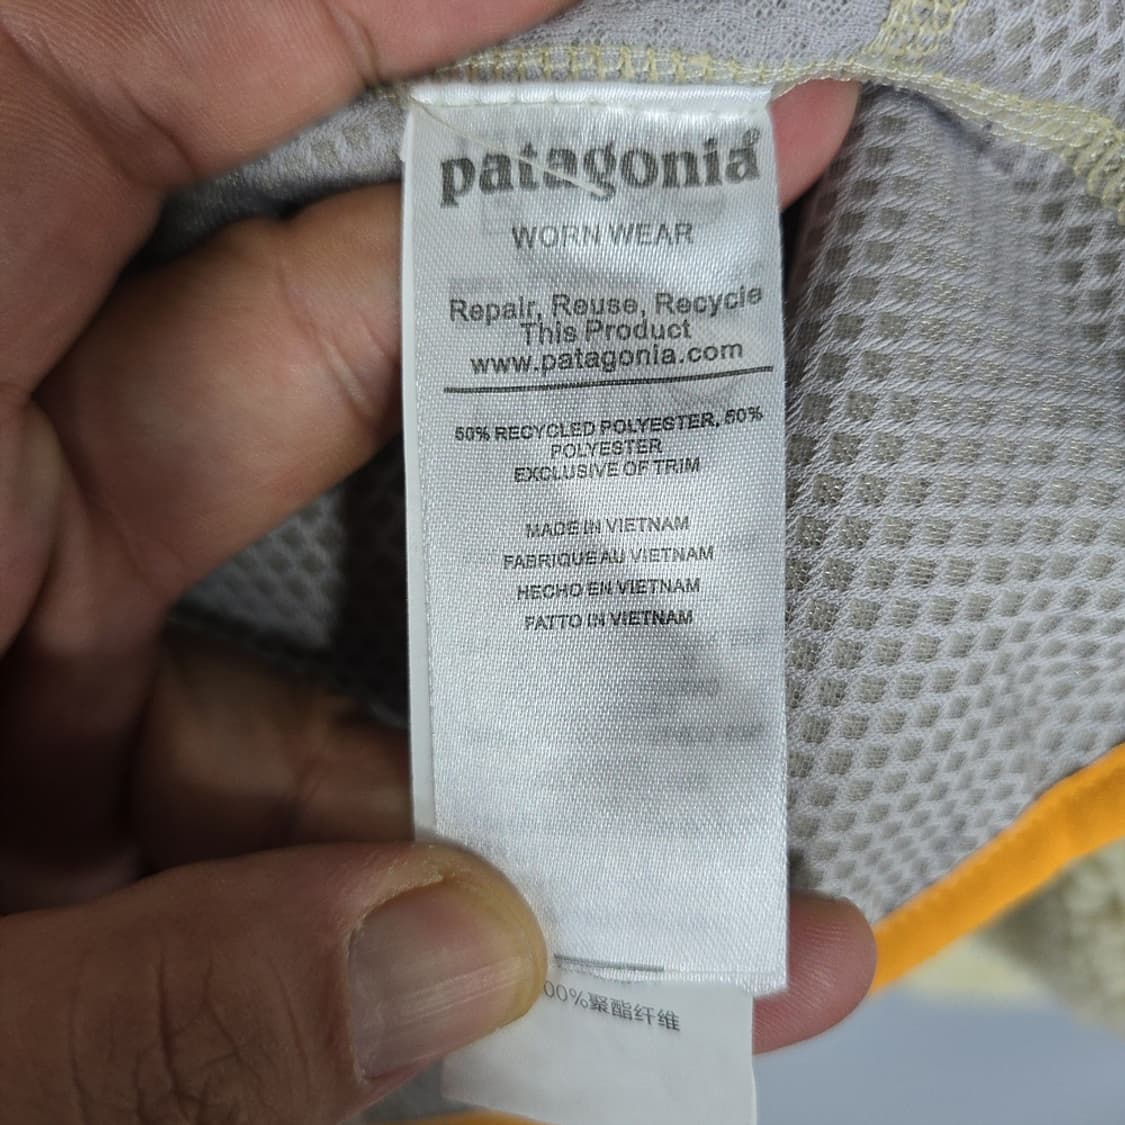 patagonia®
WORN WEAR
Repair, Reuse, Recycle
This Product
www.patagonia.com
50% RECYCLED POLYESTER, 50%
POLYESTER
EXCLUSIVE OF TRIM
MADE IN VIETNAM
FABRIQUE AU VIETNAM
HECHO EN VIETNAM
FATTO IN VIETNAM
00%聚酯纤维